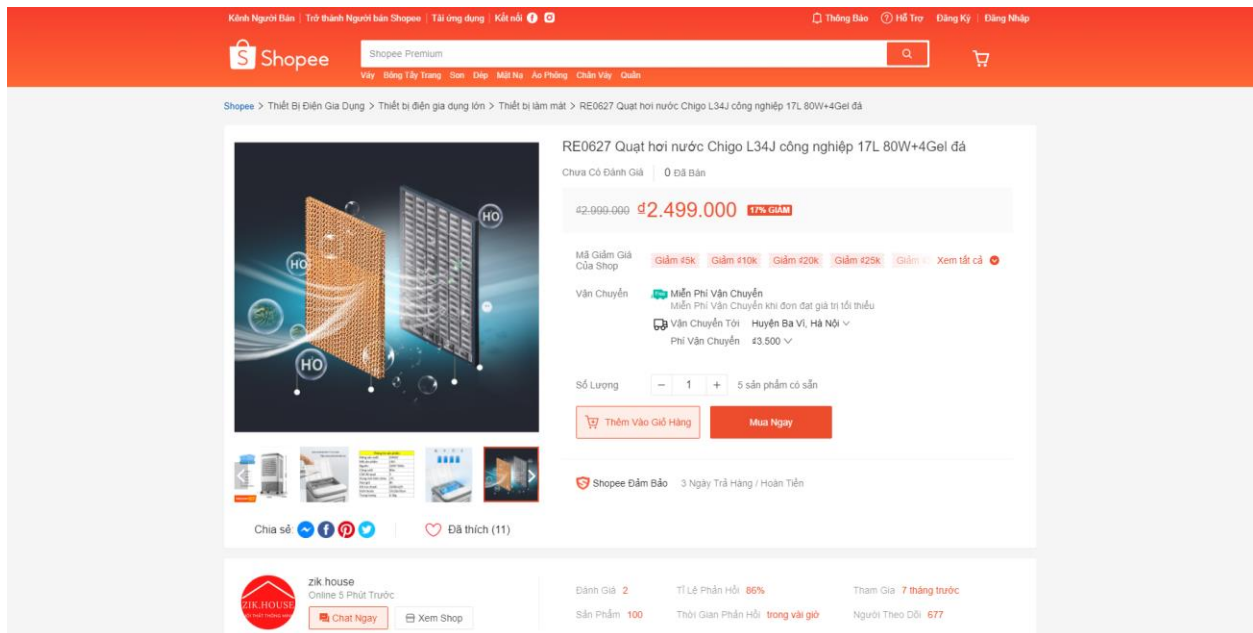 Kênh Người Bán | Trở thành Người bán Shopee | Tải ứng dụng | Kết nối
Thông Báo Hỗ Trợ Đăng Ký | Đăng Nhập
Shopee
Shopee Premium
Váy Bông Tẩy Trang Son Dép Mặt Nạ Áo Phông Chân Váy Quần
Shopee > Thiết Bị Điện Gia Dụng > Thiết bị điện gia dụng lớn > Thiết bị làm mát > RE0627 Quạt hơi nước Chigo L34J công nghiệp 17L 80W+4Gel đá
RE0627 Quạt hơi nước Chigo L34J công nghiệp 17L 80W+4Gel đá
Chưa Có Đánh Giá 0 Đã Bán
₫2.999.000 ₫2.499.000 17% GIẢM
Mã Giảm Giá Của Shop
Giảm ₫5k Giảm ₫10k Giảm ₫20k Giảm ₫25k Giảm Xem tất cả
Vận Chuyển
Miễn Phí Vận Chuyển
Miễn Phí Vận Chuyển khi đơn đạt giá trị tối thiểu
Vận Chuyển Tới Huyện Ba Vì, Hà Nội
Phí Vận Chuyển ₫3.500
Số Lượng - 1 + 5 sản phẩm có sẵn
Thêm Vào Giỏ Hàng Mua Ngay
Shopee Đảm Bảo 3 Ngày Trả Hàng / Hoàn Tiền
HO
HO
HO
Chia sẻ: Đã thích (11)
ZIK.HOUSE
zik.house
Online 5 Phút Trước
Chat Ngay Xem Shop
Đánh Giá 2 Tỉ Lệ Phản Hồi 86% Tham Gia 7 tháng trước
Sản Phẩm 100 Thời Gian Phản Hồi trong vài giờ Người Theo Dõi 677